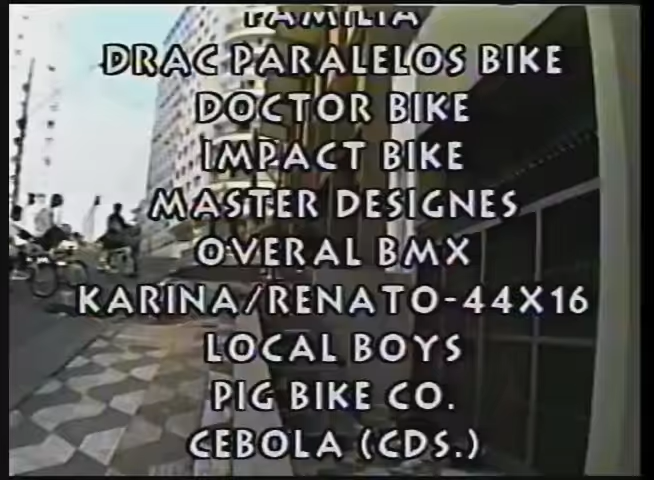 FAMILIA
DRAC PARALELOS BIKE
DOCTOR BIKE
IMPACT BIKE
MASTER DESIGNES
OVERAL BMX
KARINA/RENATO-44X16
LOCAL BOYS
PIG BIKE CO.
CEBOLA (CDS.)